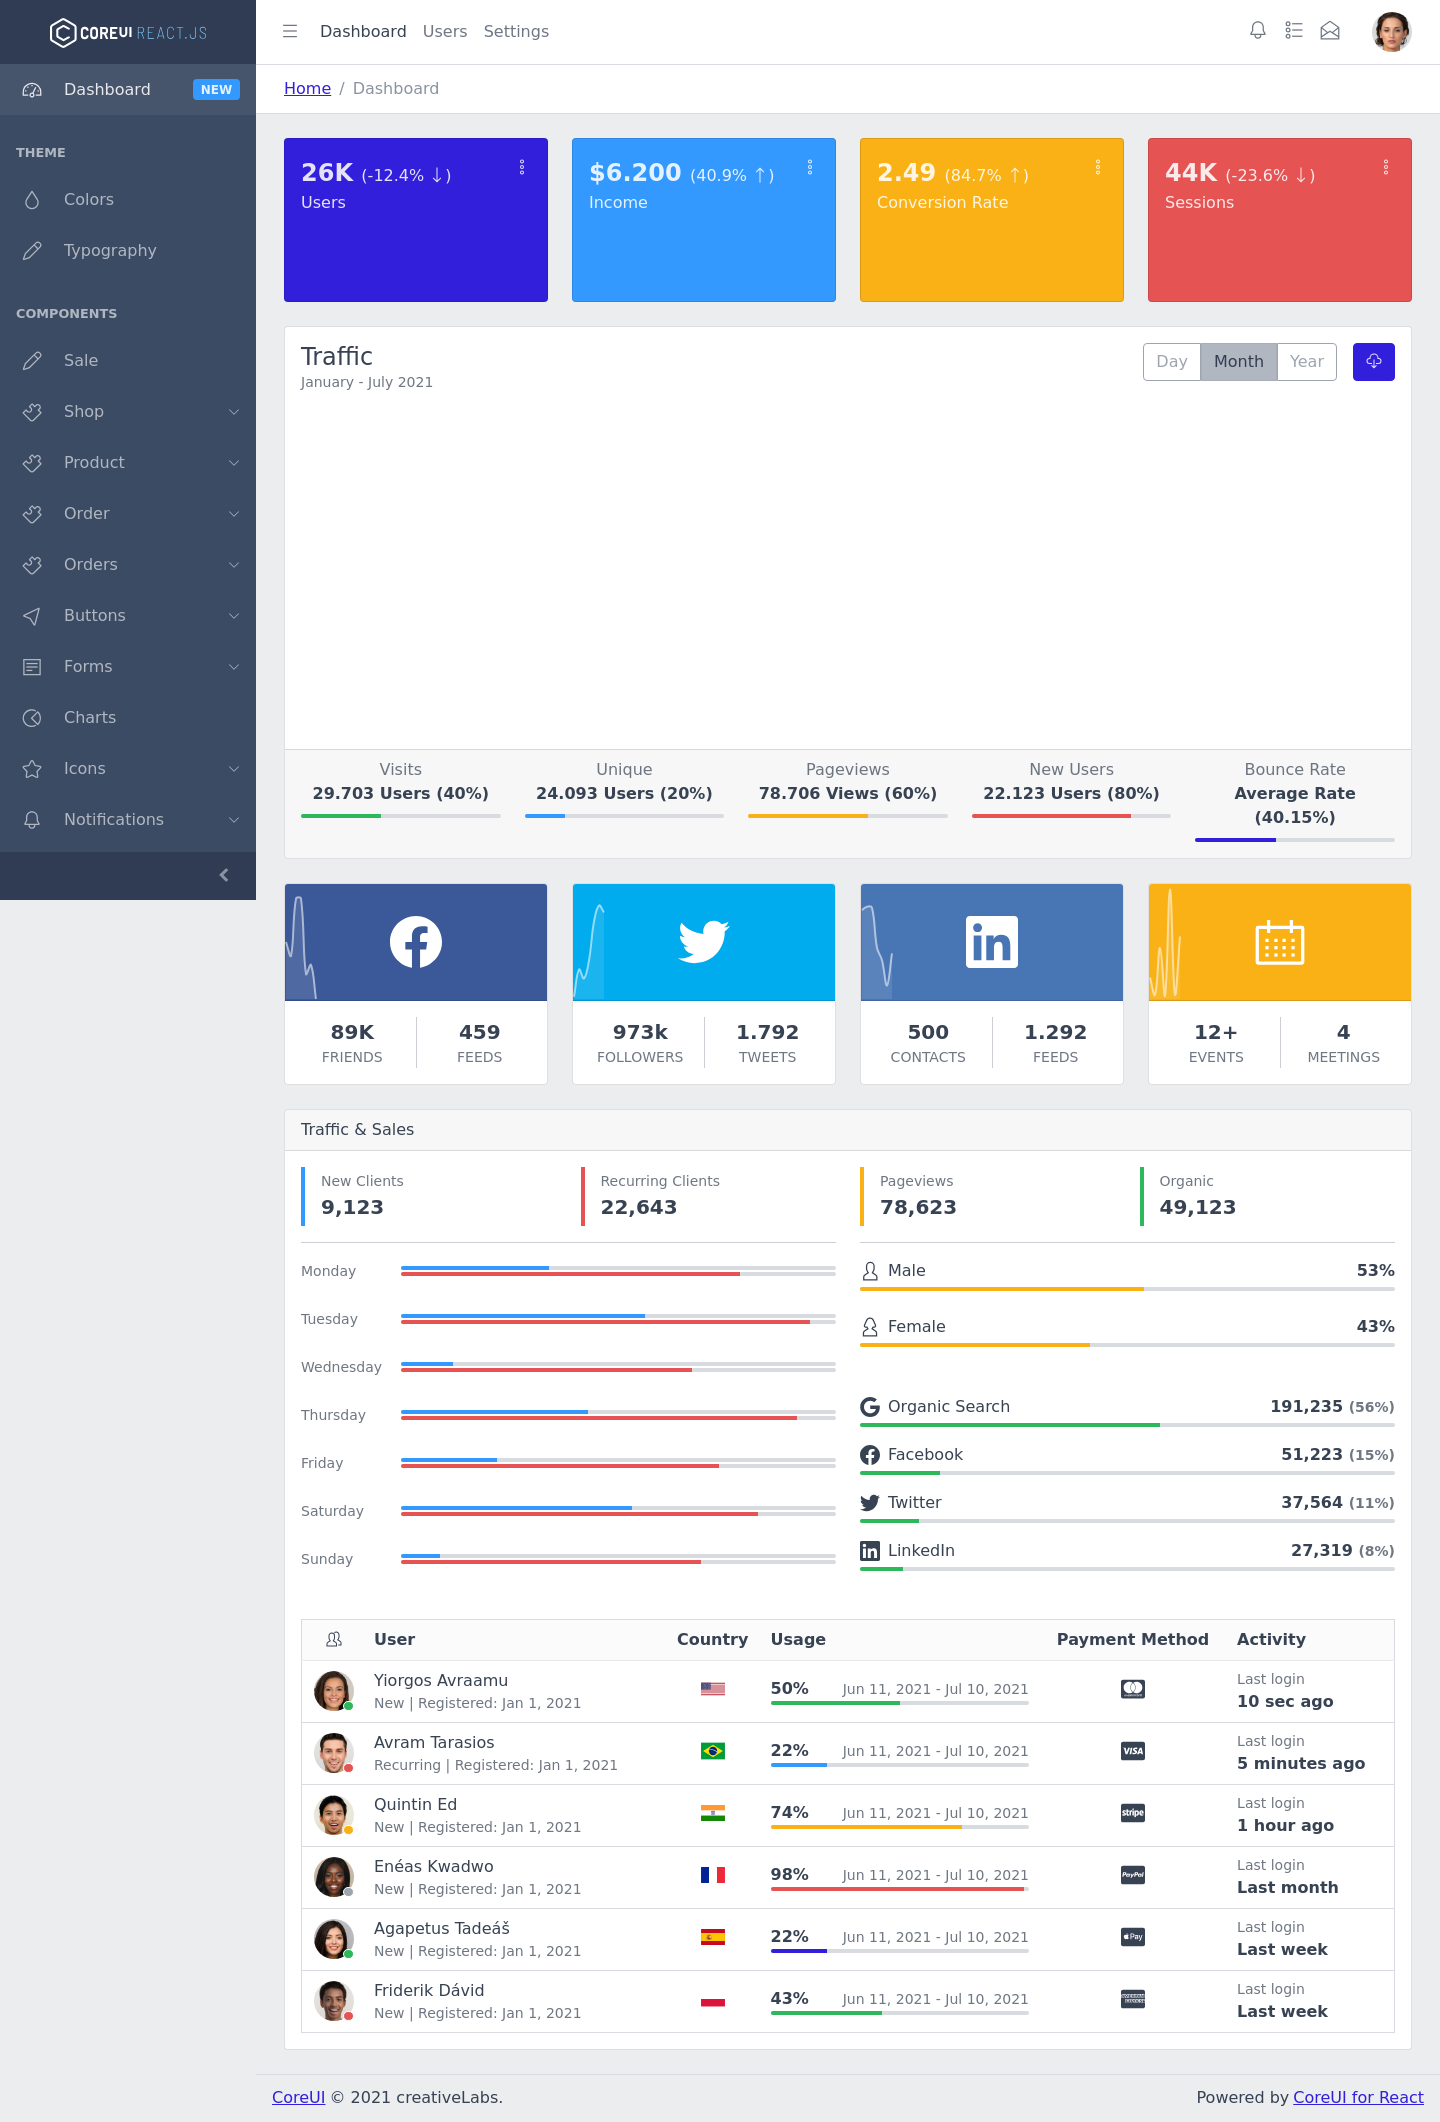 COREUI REACT.JS
Dashboard Users Settings
Dashboard NEW
Home / Dashboard
THEME
Colors
Typography
COMPONENTS
Sale
Shop
Product
Order
Orders
Buttons
Forms
Charts
Icons
Notifications
26K (-12.4% ↓)
Users
$6.200 (40.9% ↑)
Income
2.49 (84.7% ↑)
Conversion Rate
44K (-23.6% ↓)
Sessions
Traffic
January - July 2021
Day Month Year
Visits
29.703 Users (40%)
Unique
24.093 Users (20%)
Pageviews
78.706 Views (60%)
New Users
22.123 Users (80%)
Bounce Rate
Average Rate
(40.15%)
89K
FRIENDS
459
FEEDS
973k
FOLLOWERS
1.792
TWEETS
500
CONTACTS
1.292
FEEDS
12+
EVENTS
4
MEETINGS
Traffic & Sales
New Clients
9,123
Recurring Clients
22,643
Pageviews
78,623
Organic
49,123
Monday
Tuesday
Wednesday
Thursday
Friday
Saturday
Sunday
Male 53%
Female 43%
Organic Search 191,235 (56%)
Facebook 51,223 (15%)
Twitter 37,564 (11%)
LinkedIn 27,319 (8%)
User Country Usage Payment Method Activity
Yiorgos Avraamu
New | Registered: Jan 1, 2021
50% Jun 11, 2021 - Jul 10, 2021
Last login
10 sec ago
Avram Tarasios
Recurring | Registered: Jan 1, 2021
22% Jun 11, 2021 - Jul 10, 2021
VISA
Last login
5 minutes ago
Quintin Ed
New | Registered: Jan 1, 2021
74% Jun 11, 2021 - Jul 10, 2021
stripe
Last login
1 hour ago
Enéas Kwadwo
New | Registered: Jan 1, 2021
98% Jun 11, 2021 - Jul 10, 2021
PayPal
Last login
Last month
Agapetus Tadeáš
New | Registered: Jan 1, 2021
22% Jun 11, 2021 - Jul 10, 2021
Pay
Last login
Last week
Friderik Dávid
New | Registered: Jan 1, 2021
43% Jun 11, 2021 - Jul 10, 2021
Last login
Last week
CoreUI © 2021 creativeLabs.
Powered by CoreUI for React